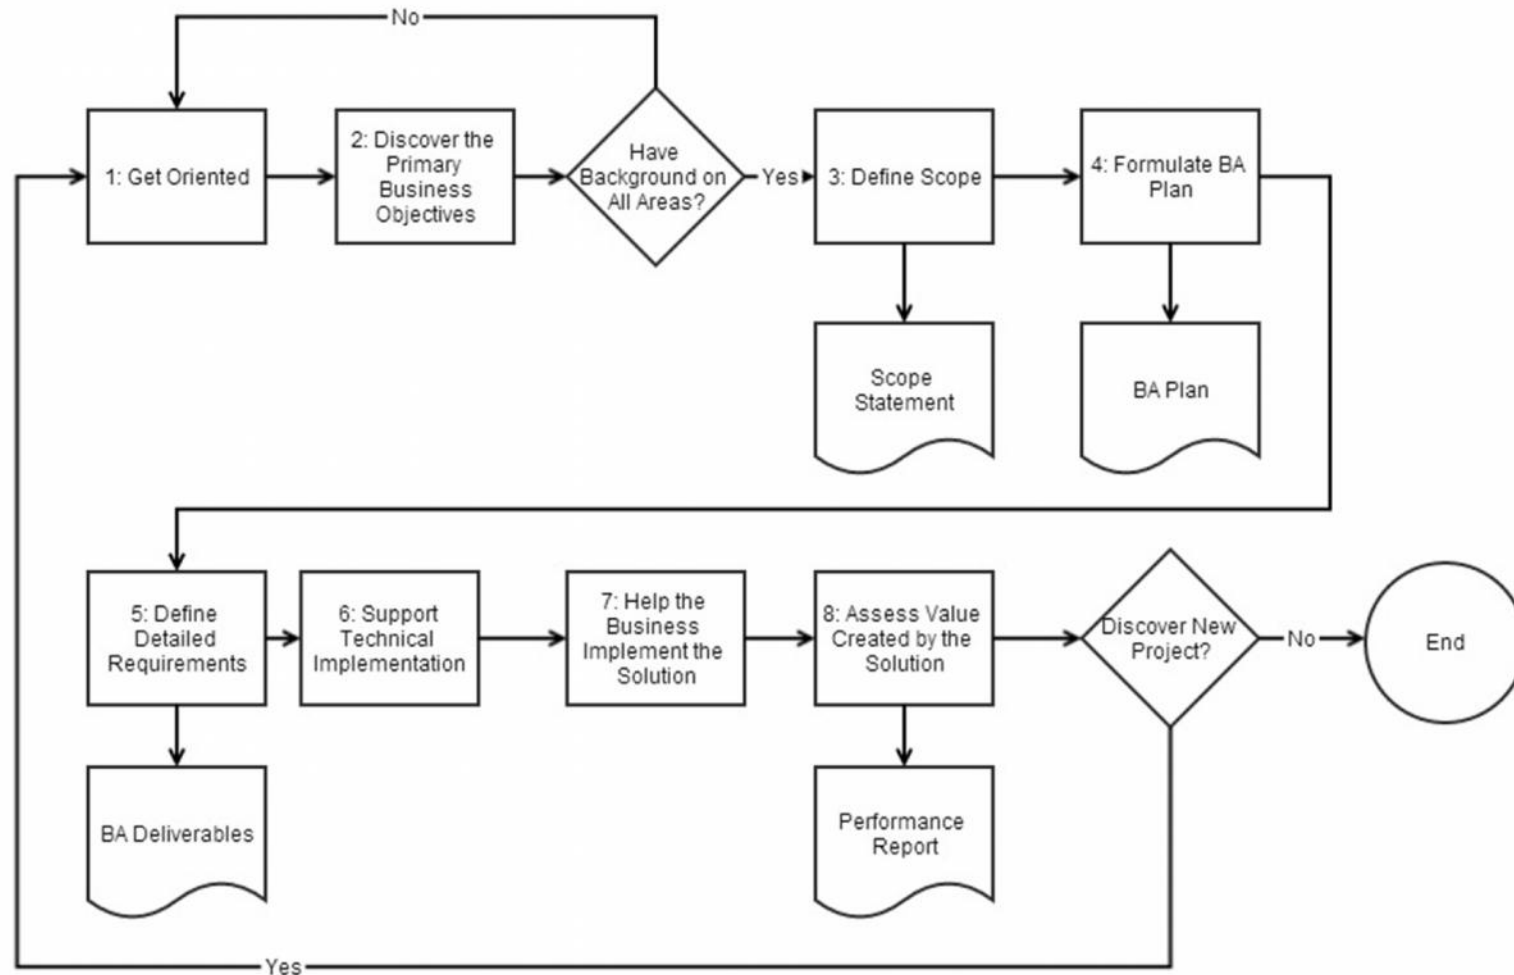 No
1: Get Oriented
2: Discover the
Primary
Business
Objectives
Have
Background on
All Areas?
Yes
3: Define Scope
4: Formulate BA
Plan
Scope
Statement
BA Plan
5: Define
Detailed
Requirements
6: Support
Technical
Implementation
7: Help the
Business
Implement the
Solution
8: Assess Value
Created by the
Solution
Discover New
Project?
No
End
BA Deliverables
Performance
Report
Yes